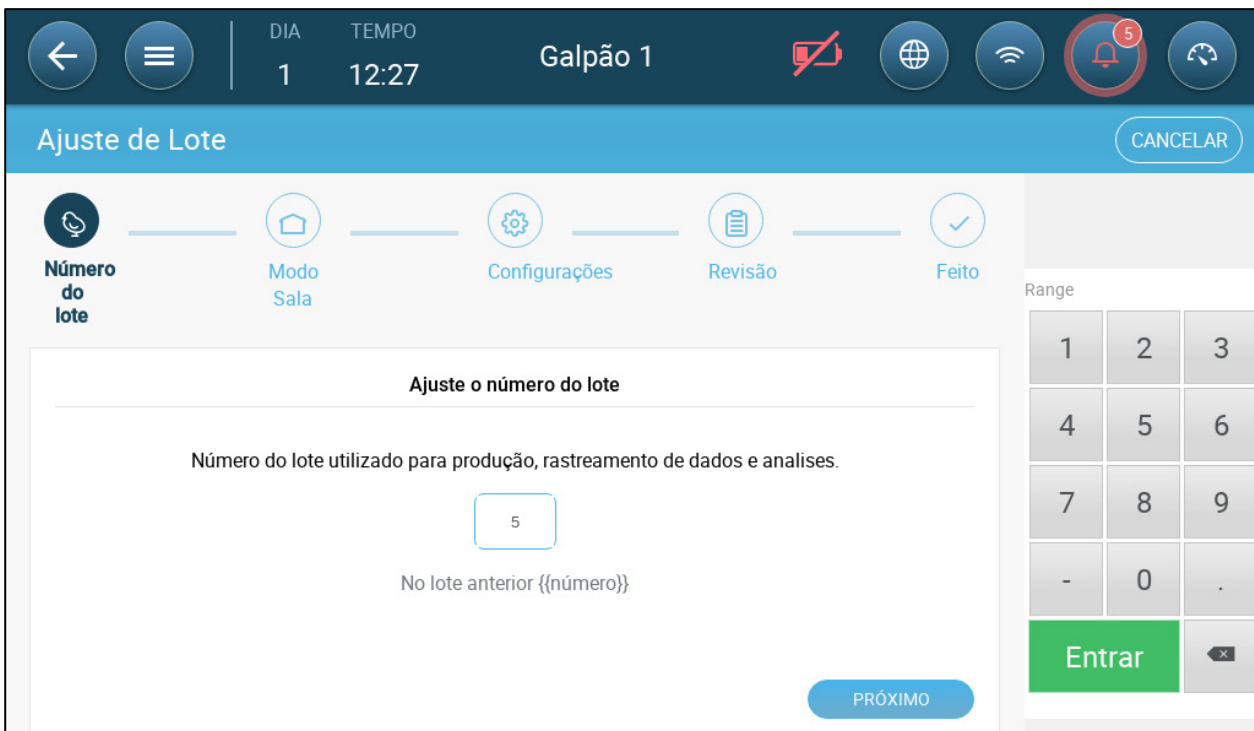 DIA
TEMPO
1
12:27
Galpão 1
5
Ajuste de Lote
CANCELAR
Número
do
lote
Modo
Sala
Configurações
Revisão
Feito
Ajuste o número do lote
Número do lote utilizado para produção, rastreamento de dados e analises.
5
No lote anterior {{número}}
PRÓXIMO
Range
1 2 3
4 5 6
7 8 9
- 0 .
Entrar